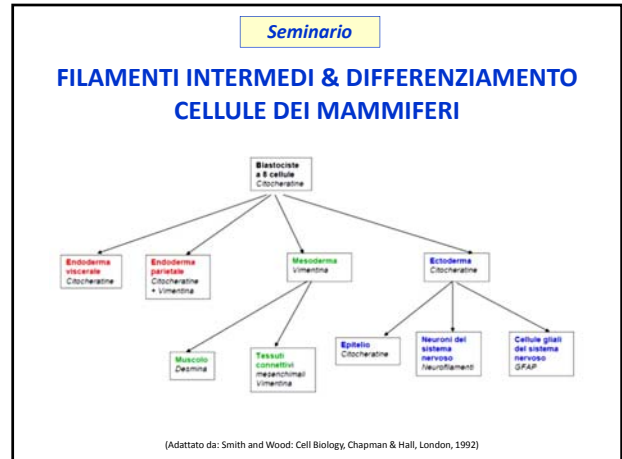 Seminario
FILAMENTI INTERMEDI & DIFFERENZIAMENTO
CELLULE DEI MAMMIFERI
Blastociste
a 8 cellule
Citocheratine
Endoderma
viscerale
Citocheratine
Endoderma
parietale
Citocheratine
+ Vimentina
Mesoderma
Vimentina
Ectoderma
Citocheratine
Muscolo
Desmina
Tessuti
connettivi
mesenchimali
Vimentina
Epitelio
Citocheratine
Neuroni del
sistema
nervoso
Neurofilamenti
Cellule gliali
del sistema
nervoso
GFAP
(Adattato da: Smith and Wood: Cell Biology, Chapman & Hall, London, 1992)